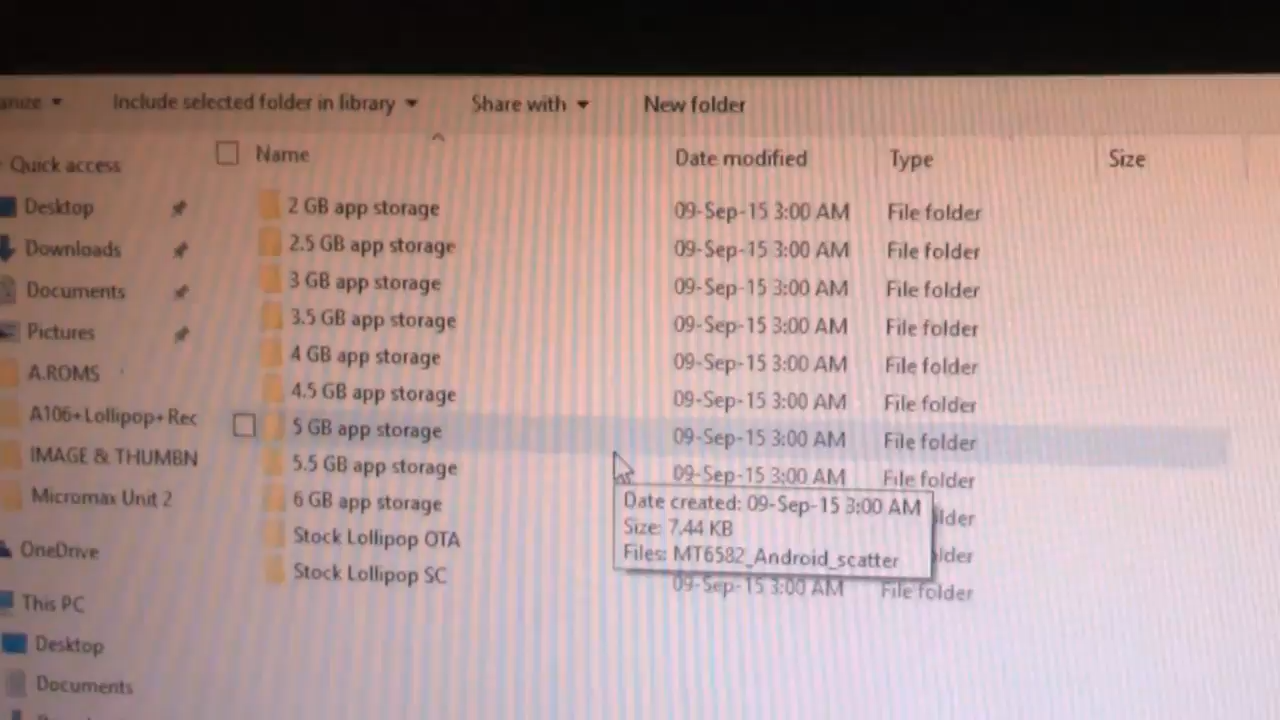 Include selected folder in library Share with New folder
Quick access
Desktop
Downloads
Documents
Pictures
A.ROMS
A106+Lollipop+Rec
IMAGE & THUMBN
Micromax Unit 2
OneDrive
This PC
Desktop
Documents
Name Date modified Type Size
2 GB app storage 09-Sep-15 3:00 AM File folder
2.5 GB app storage 09-Sep-15 3:00 AM File folder
3 GB app storage 09-Sep-15 3:00 AM File folder
3.5 GB app storage 09-Sep-15 3:00 AM File folder
4 GB app storage 09-Sep-15 3:00 AM File folder
4.5 GB app storage 09-Sep-15 3:00 AM File folder
5 GB app storage 09-Sep-15 3:00 AM File folder
5.5 GB app storage 09-Sep-15 3:00 AM File folder
6 GB app storage lder
Stock Lollipop OTA lder
Stock Lollipop SC 09-Sep-15 3:00 AM File folder
Date created: 09-Sep-15 3:00 AM
Size: 7.44 KB
Files: MT6582_Android_scatter